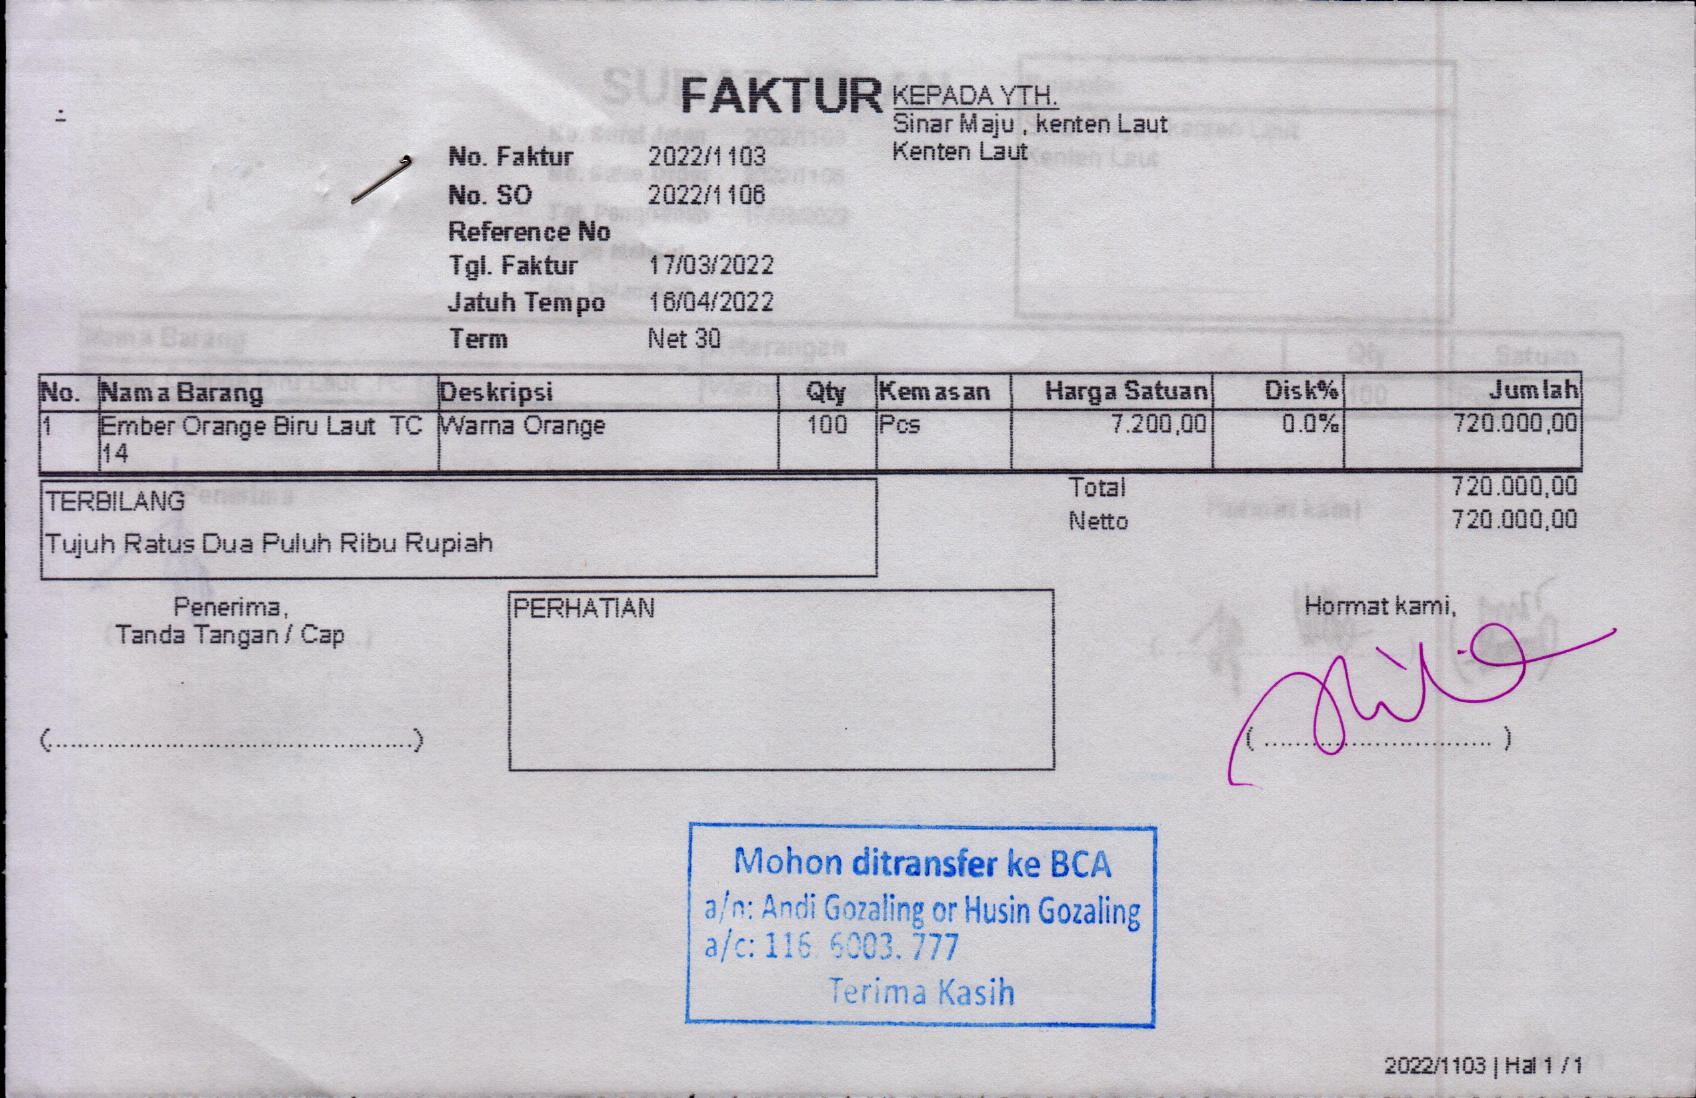 FAKTUR
KEPADA YTH.
Sinar Maju , kenten Laut
Kenten Laut
No. Faktur 2022/1103
No. SO 2022/1106
Reference No
Tgl. Faktur 17/03/2022
Jatuh Tempo 16/04/2022
Term Net 30
No. Nama Barang Deskripsi Qty Kemasan Harga Satuan Disk% Jumlah
1 Ember Orange Biru Laut TC Warna Orange 100 Pcs 7.200,00 0.0% 720.000,00
14
TERBILANG
Tujuh Ratus Dua Puluh Ribu Rupiah
Total 720.000,00
Netto 720.000,00
Penerima,
Tanda Tangan / Cap
(................................................)
PERHATIAN
Hormat kami,
( .............................. )
Mohon ditransfer ke BCA
a/n: Andi Gozaling or Husin Gozaling
a/c: 116. 6003. 777
Terima Kasih
2022/1103 | Hal 1 / 1